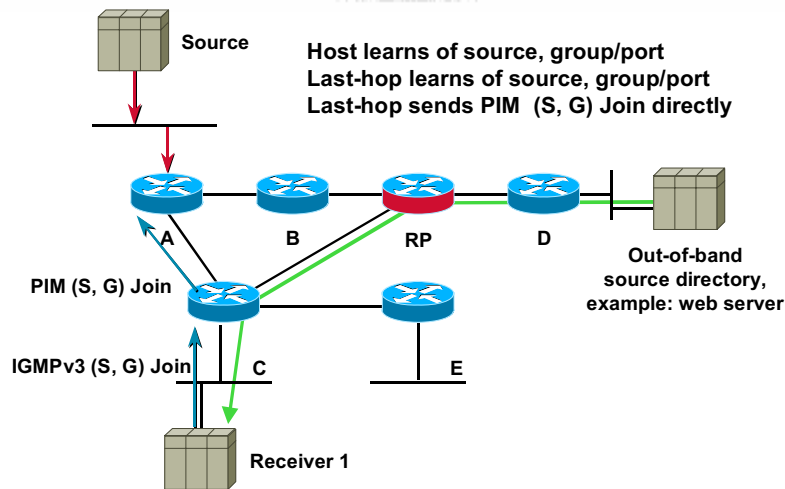 Source
Host learns of source, group/port
Last-hop learns of source, group/port
Last-hop sends PIM (S, G) Join directly
A
B
RP
D
Out-of-band
source directory,
example: web server
PIM (S, G) Join
IGMPv3 (S, G) Join
C
E
Receiver 1